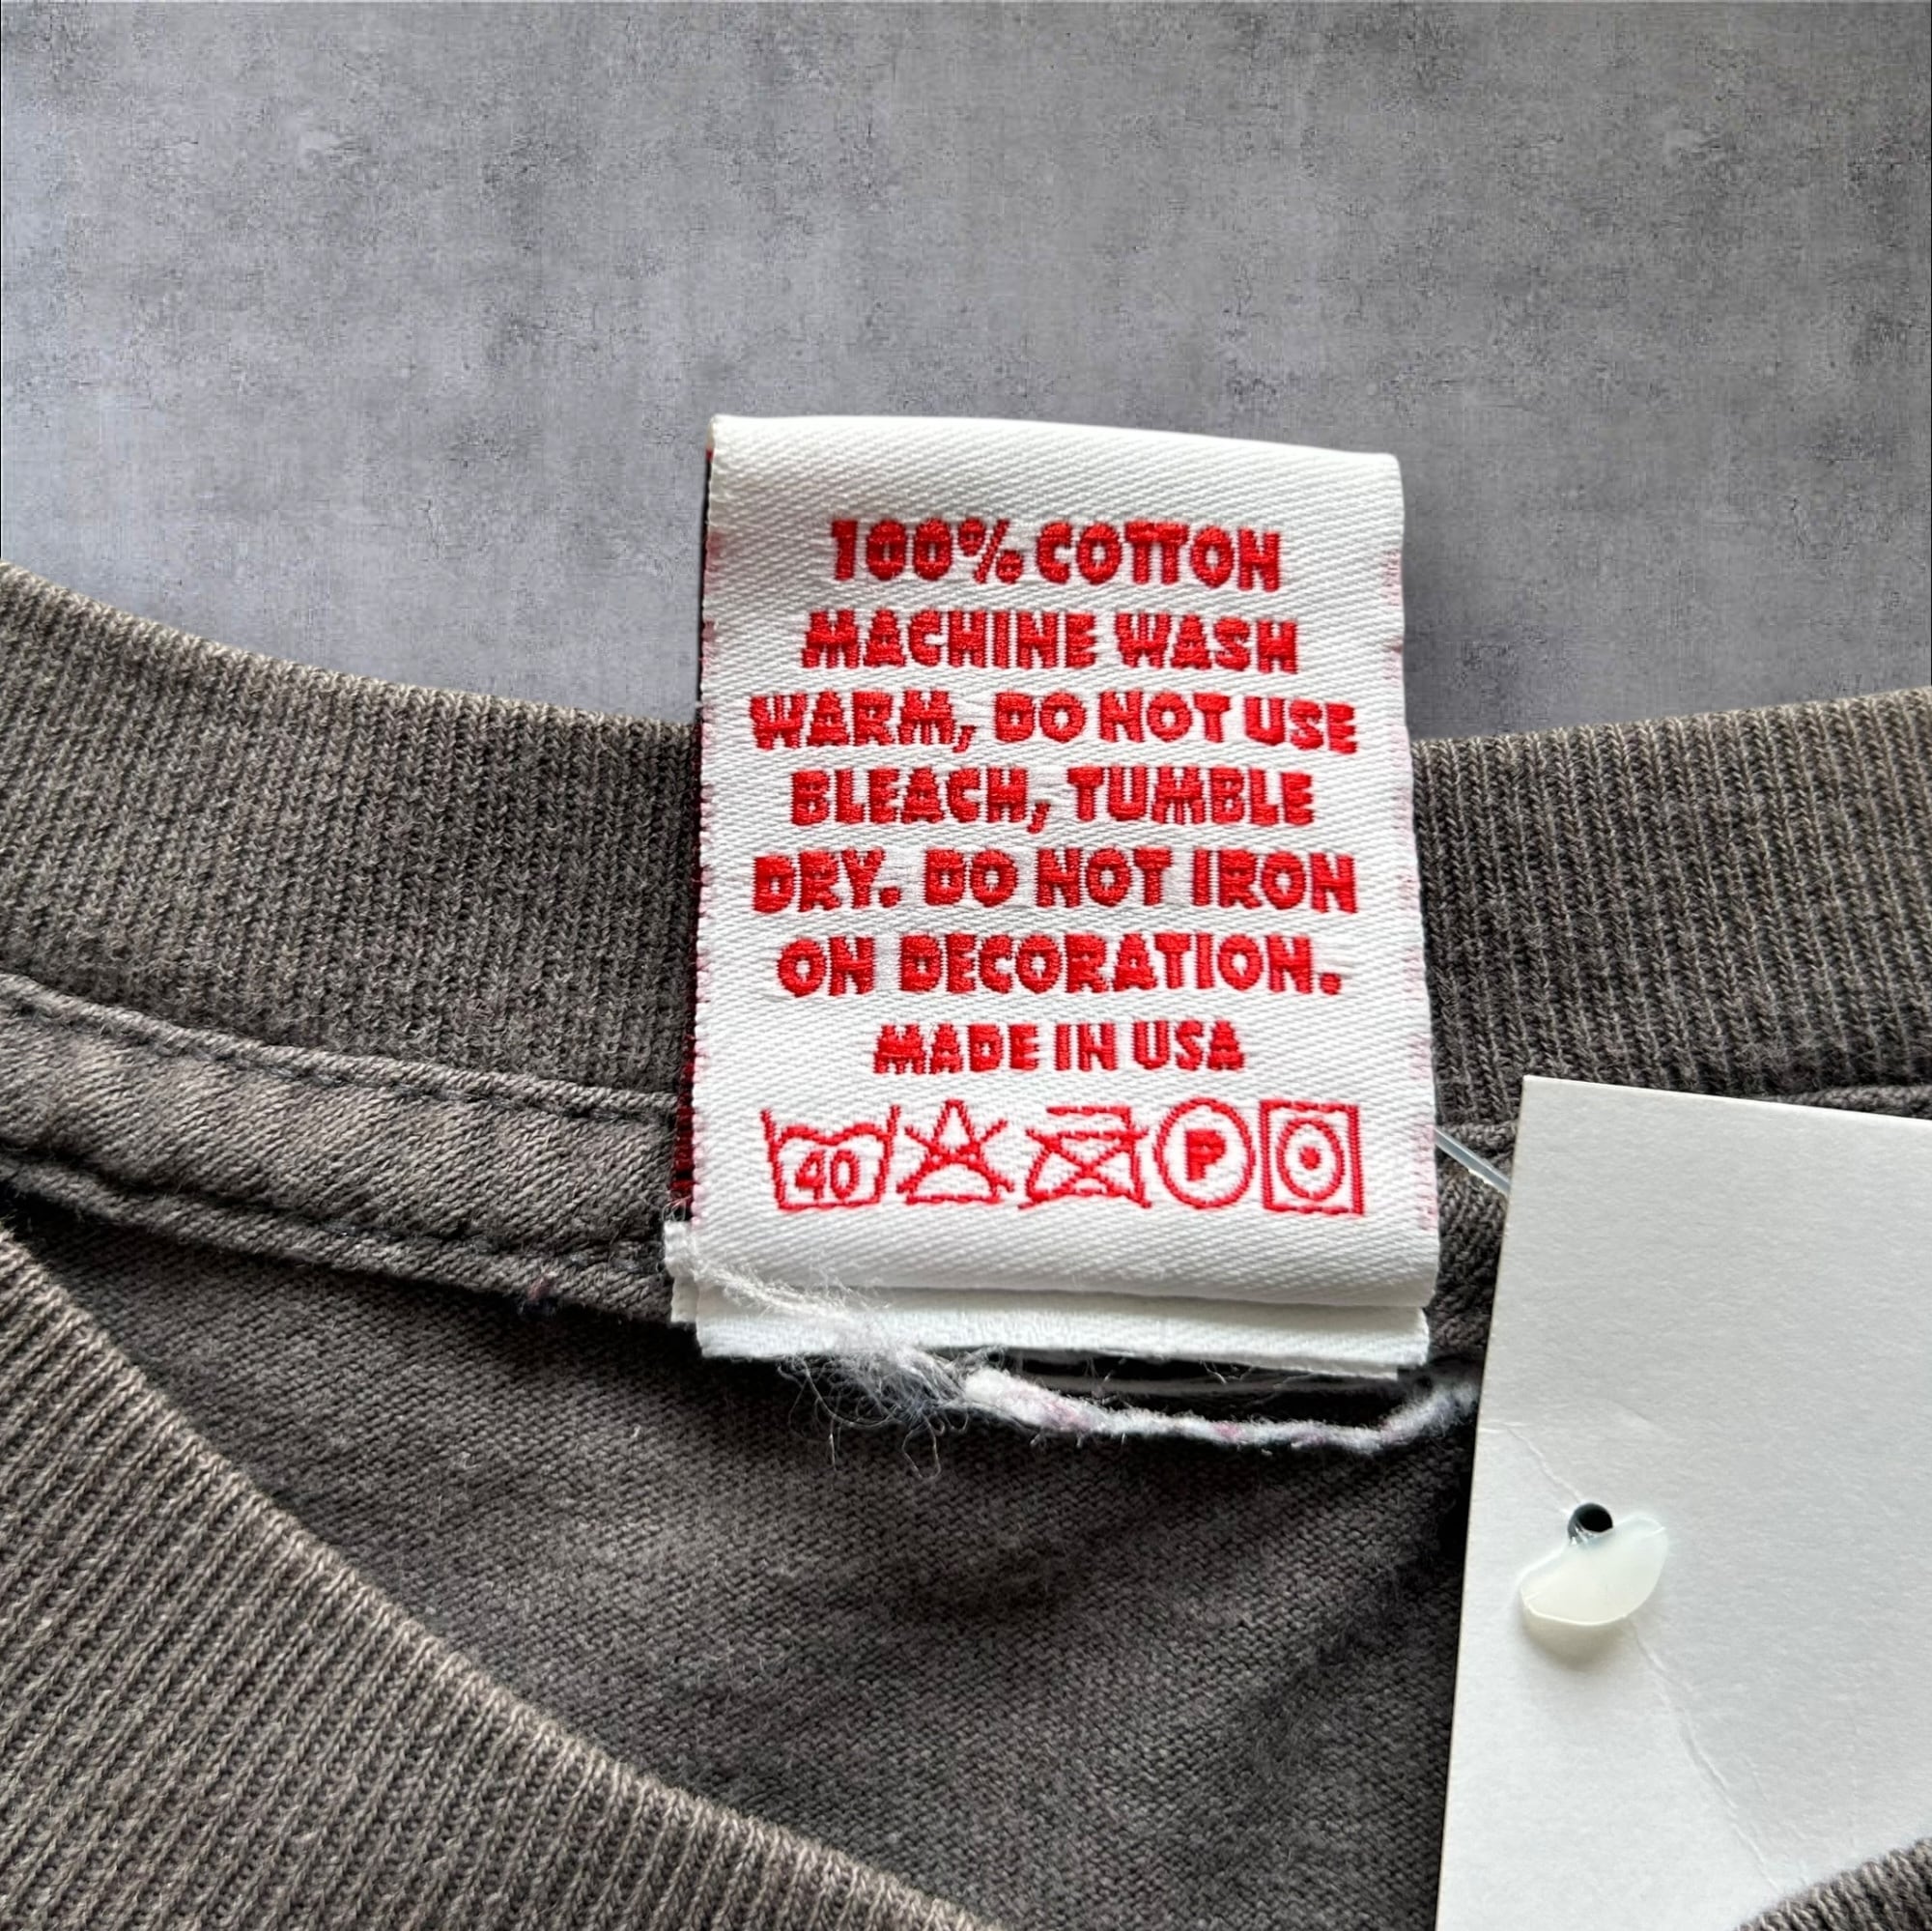 100% COTTON
MACHINE WASH
WARM, DO NOT USE
BLEACH, TUMBLE
DRY. DO NOT IRON
ON DECORATION.
MADE IN USA
40 P